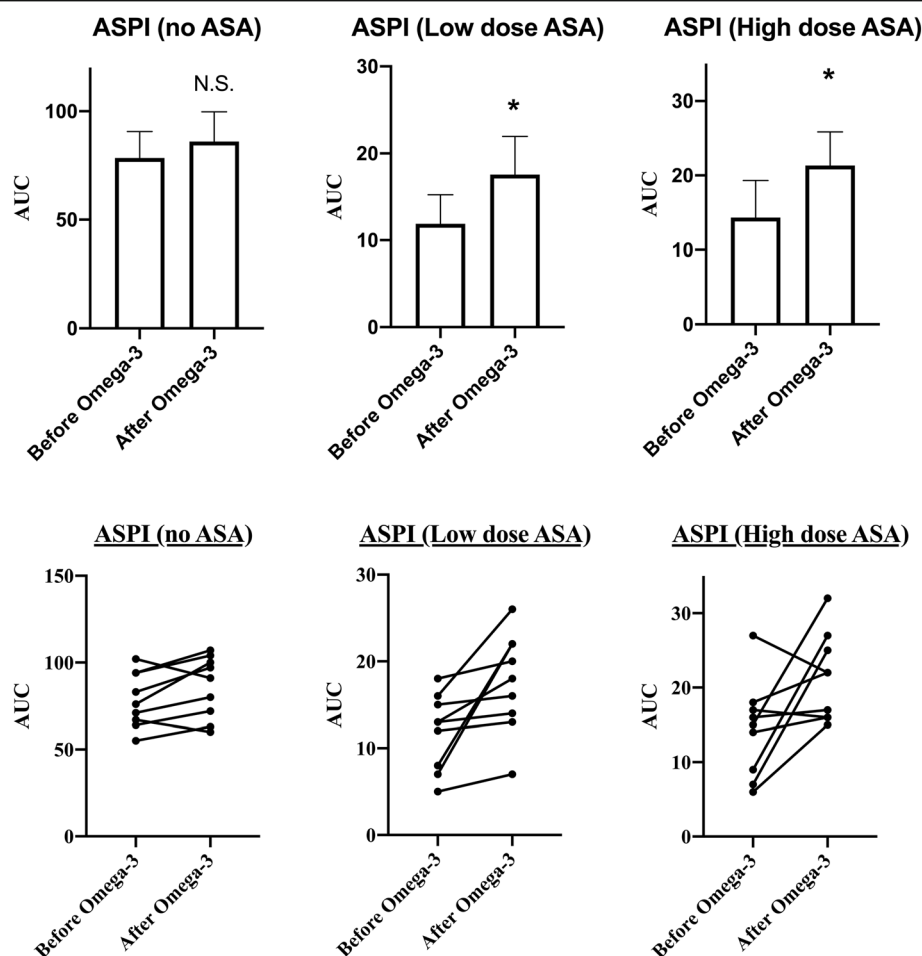 ASPI (no ASA)
N.S.
100
50
0
AUC
Before Omega-3
After Omega-3
ASPI (Low dose ASA)
*
30
20
10
0
AUC
Before Omega-3
After Omega-3
ASPI (High dose ASA)
*
30
20
10
0
AUC
Before Omega-3
After Omega-3
ASPI (no ASA)
150
100
50
0
AUC
Before Omega-3
After Omega-3
ASPI (Low dose ASA)
30
20
10
0
AUC
Before Omega-3
After Omega-3
ASPI (High dose ASA)
30
20
10
0
AUC
Before Omega-3
After Omega-3